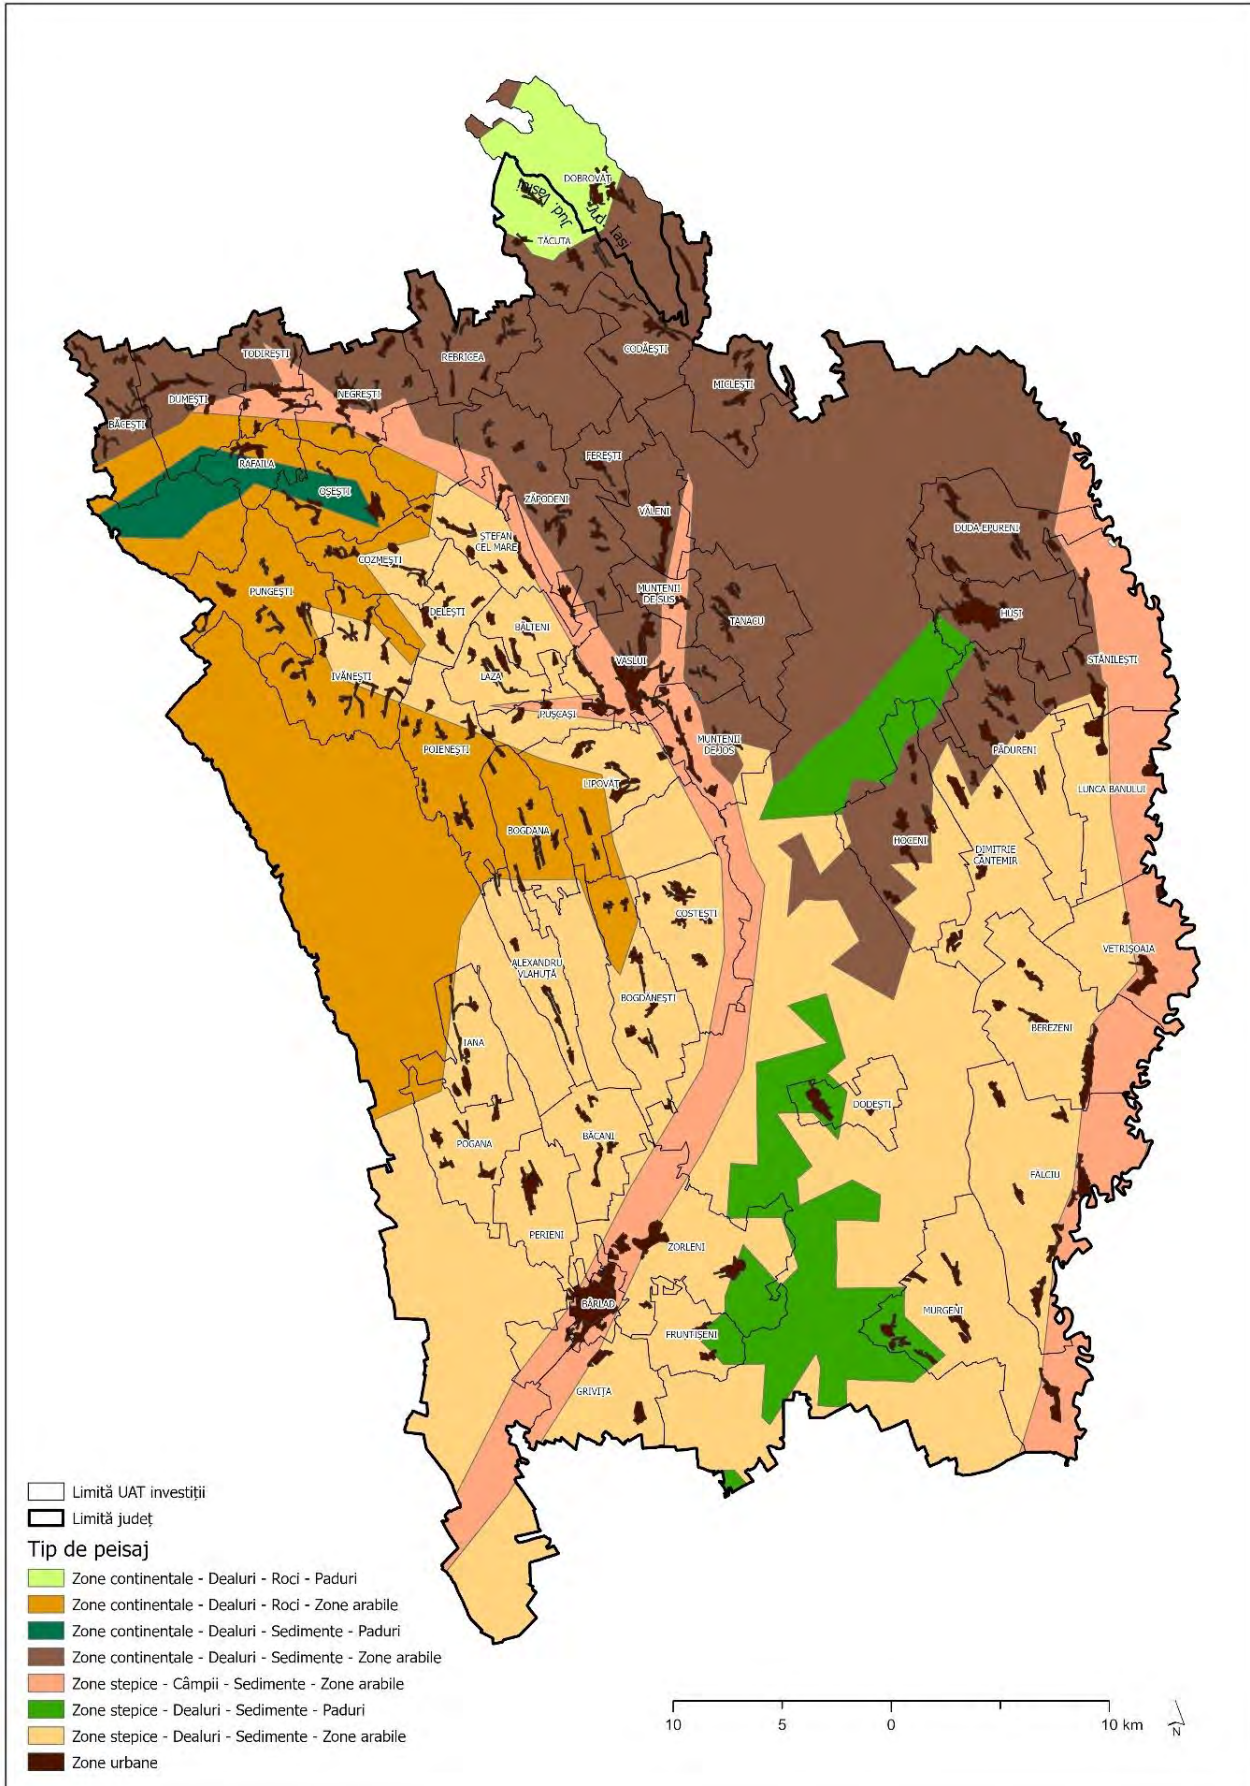 DOBROVĂȚ
Jud. Vaslui
Jud. Iași
TĂCUTA
TODIREȘTI
REBRICEA
CODĂEȘTI
MICLEȘTI
DUMEȘTI
NEGREȘTI
BĂCEȘTI
RAFAILA
FEREȘTI
OȘEȘTI
ZĂPODENI
VĂLENI
DUDA EPURENI
ȘTEFAN
CEL MARE
COZMEȘTI
PUNGEȘTI
MUNTENII
DE SUS
DELEȘTI
HUȘI
BĂLTENI
TANACU
VASLUI
STĂNILEȘTI
IVĂNEȘTI
LAZA
PUȘCAȘI
MUNTENII
DE JOS
POIENEȘTI
PĂDURENI
LIPOVĂȚ
LUNCA BANULUI
BOGDANA
HOCENI
DIMITRIE
CANTEMIR
COSTEȘTI
VETRIȘOAIA
ALEXANDRU
VLAHUȚĂ
BOGDĂNEȘTI
BEREZENI
IANA
DODEȘTI
BĂCANI
POGANA
FĂLCIU
PERIENI
ZORLENI
BÂRLAD
MURGENI
FRUNTIȘENI
GRIVIȚA
Limită UAT investiții
Limită județ
Tip de peisaj
Zone continentale - Dealuri - Roci - Paduri
Zone continentale - Dealuri - Roci - Zone arabile
Zone continentale - Dealuri - Sedimente - Paduri
Zone continentale - Dealuri - Sedimente - Zone arabile
Zone stepice - Câmpii - Sedimente - Zone arabile
Zone stepice - Dealuri - Sedimente - Paduri
Zone stepice - Dealuri - Sedimente - Zone arabile
Zone urbane
10 5 0 10 km
N